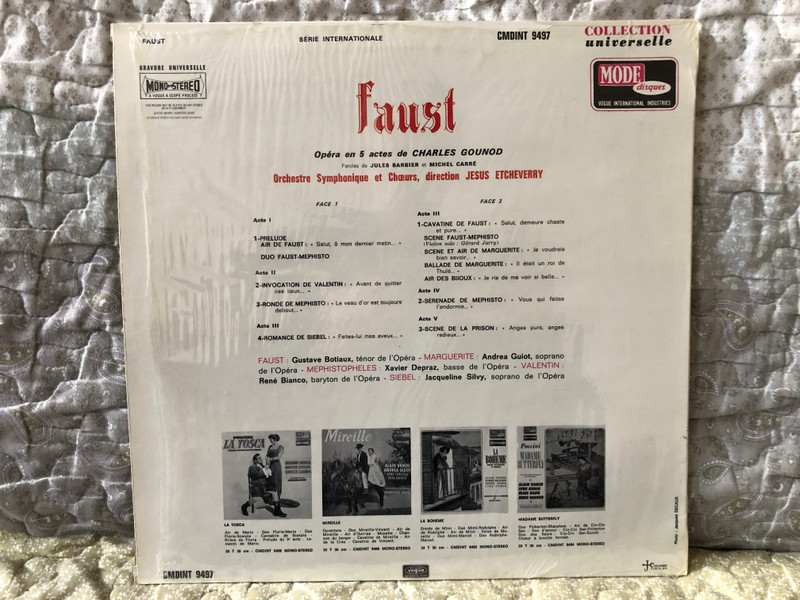 FAUST
SÉRIE INTERNATIONALE
CMDINT 9497
COLLECTION
universelle
GRAVURE UNIVERSELLE
MONO-STEREO
MODE
disques
VOGUE INTERNATIONAL INDUSTRIES
faust
Opéra en 5 actes de CHARLES GOUNOD
Paroles de JULES BARBIER et MICHEL CARRÉ
Orchestre Symphonique et Chœurs, direction JESUS ETCHEVERRY
FACE 1
Acte I
1-PRELUDE
AIR DE FAUST : « Salut, ô mon dernier matin... »
DUO FAUST-MEPHISTO
Acte II
2-INVOCATION DE VALENTIN : « Avant de quitter
ces lieux... »
3-RONDE DE MEPHISTO : « Le veau d'or est toujours
debout... »
Acte III
4-ROMANCE DE SIEBEL : « Faites-lui mes aveux... »
FACE 2
Acte III
1-CAVATINE DE FAUST : « Salut, demeure chaste
et pure... »
SCENE FAUST-MEPHISTO
(Violon solo : Gérard Jarry)
SCENE ET AIR DE MARGUERITE : « Je voudrais
bien savoir... »
BALLADE DE MARGUERITE : « Il était un roi de
Thulé... »
AIR DES BIJOUX : « Je ris de me voir si belle... »
Acte IV
2-SERENADE DE MEPHISTO : « Vous qui faites
l'endormie... »
Acte V
3-SCENE DE LA PRISON : « Anges purs, anges
radieux... »
FAUST : Gustave Botiaux, ténor de l'Opéra - MARGUERITE : Andrea Guiot, soprano
de l'Opéra - MEPHISTOPHELES : Xavier Depraz, basse de l'Opéra - VALENTIN :
René Bianco, baryton de l'Opéra - SIEBEL : Jacqueline Silvy, soprano de l'Opéra
LA TOSCA
Mireille
LA BOHEME
Puccini
MADAME
BUTTERFLY
LA TOSCA
MIREILLE
LA BOHEME
MADAME BUTTERFLY
CMDINT 9497
vogue